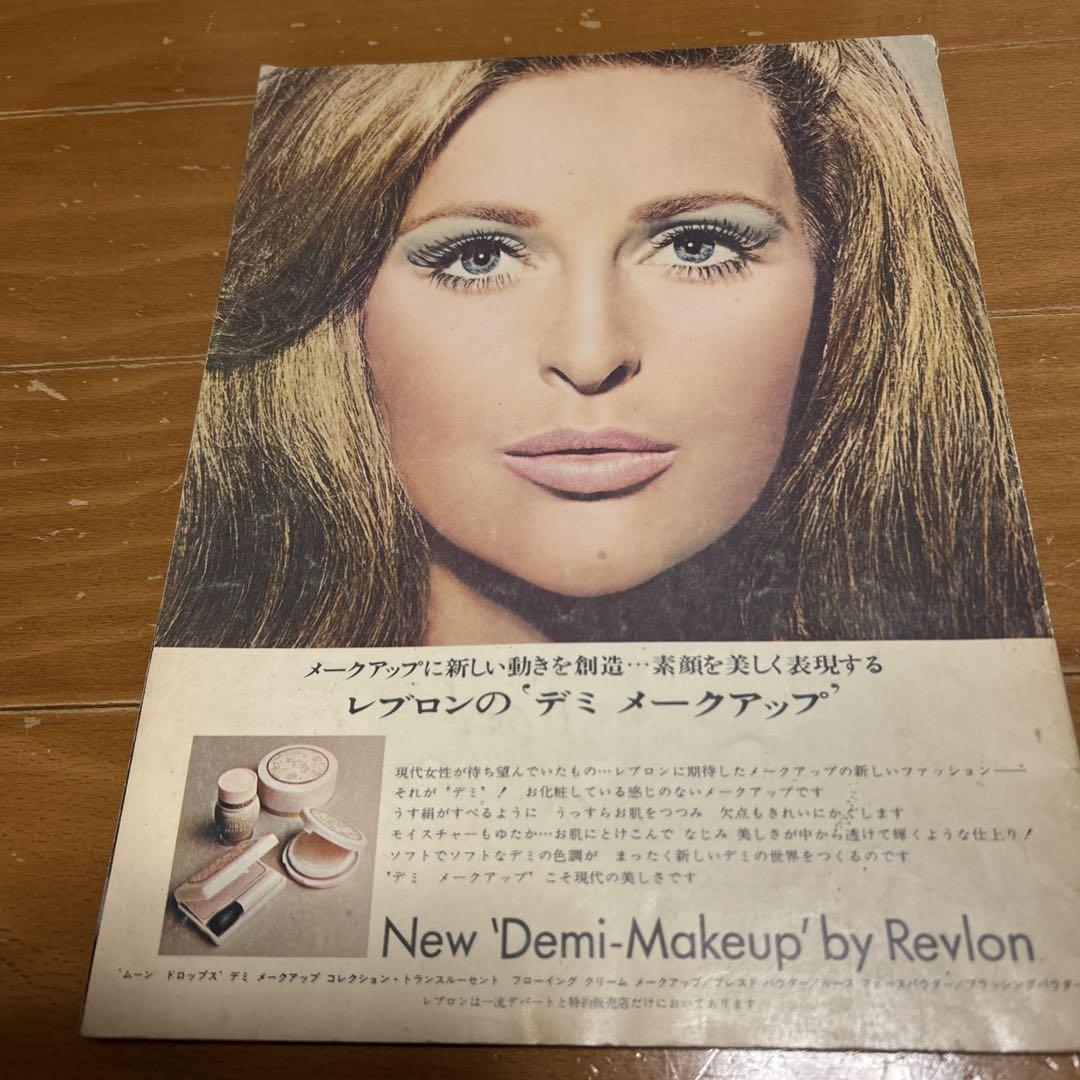 メークアップに新しい動きを創造…素顔を美しく表現する
レブロンの‘デミ メークアップ’
現代女性が待ち望んでいたもの…レブロンに期待したメークアップの新しいファッション——
それが‘デミ’! お化粧している感じのないメークアップです
うす絹がすべるように うっすらお肌をつつみ 欠点もきれいにかくします
モイスチャーもゆたか…お肌にとけこんで なじみ 美しさが中から透けて輝くような仕上り!
ソフトでソフトなデミの色調が まったく新しいデミの世界をつくるのです
‘デミ メークアップ’こそ現代の美しさです
New ‘Demi-Makeup’ by Revlon
‘ムーン ドロップス’デミ メークアップ コレクション・トランスルーセント フローイング クリーム メークアップ/プレスド パウダー/ルース フェースパウダー/ブラッシングパウダー
レブロンは一流デパートと特約販売店だけにおいてあります